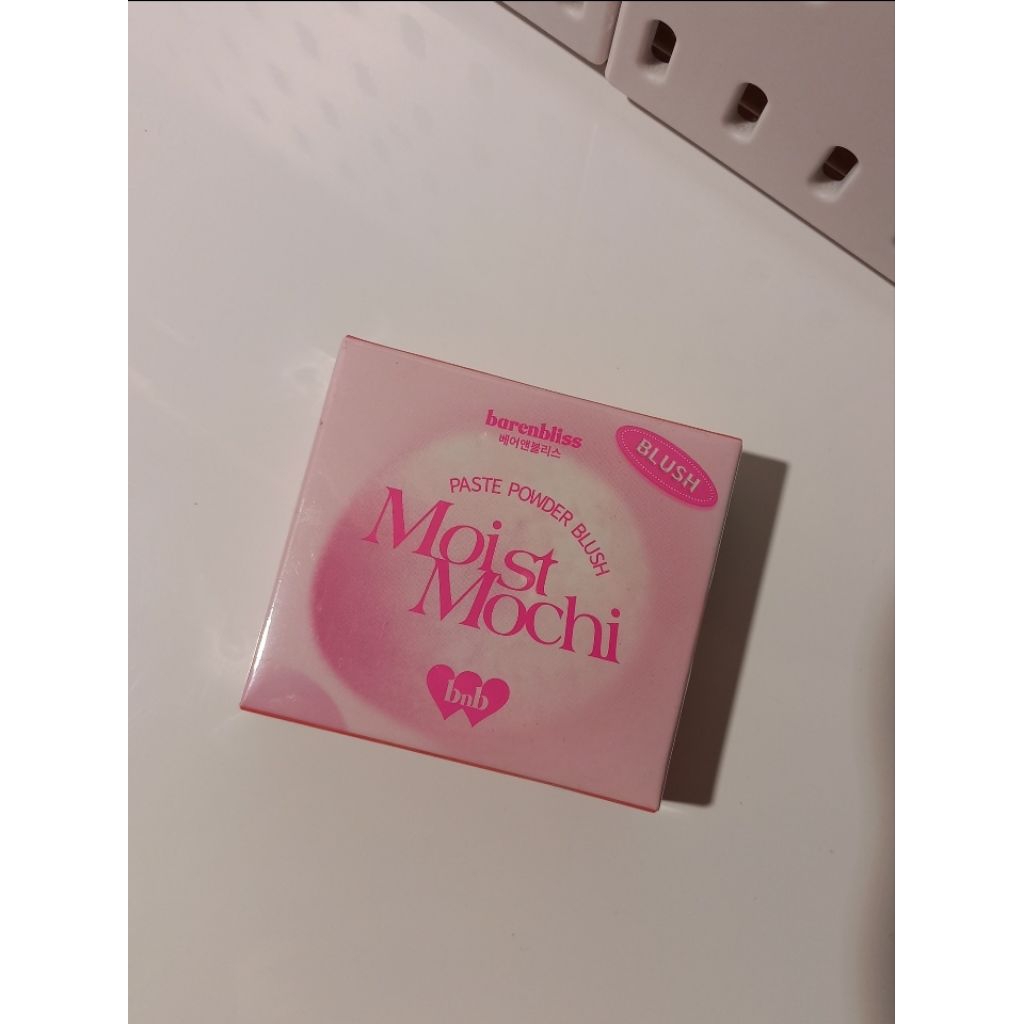 barenbliss
베어앤블리스
BLUSH
PASTE POWDER BLUSH
Moist
Mochi
bnb